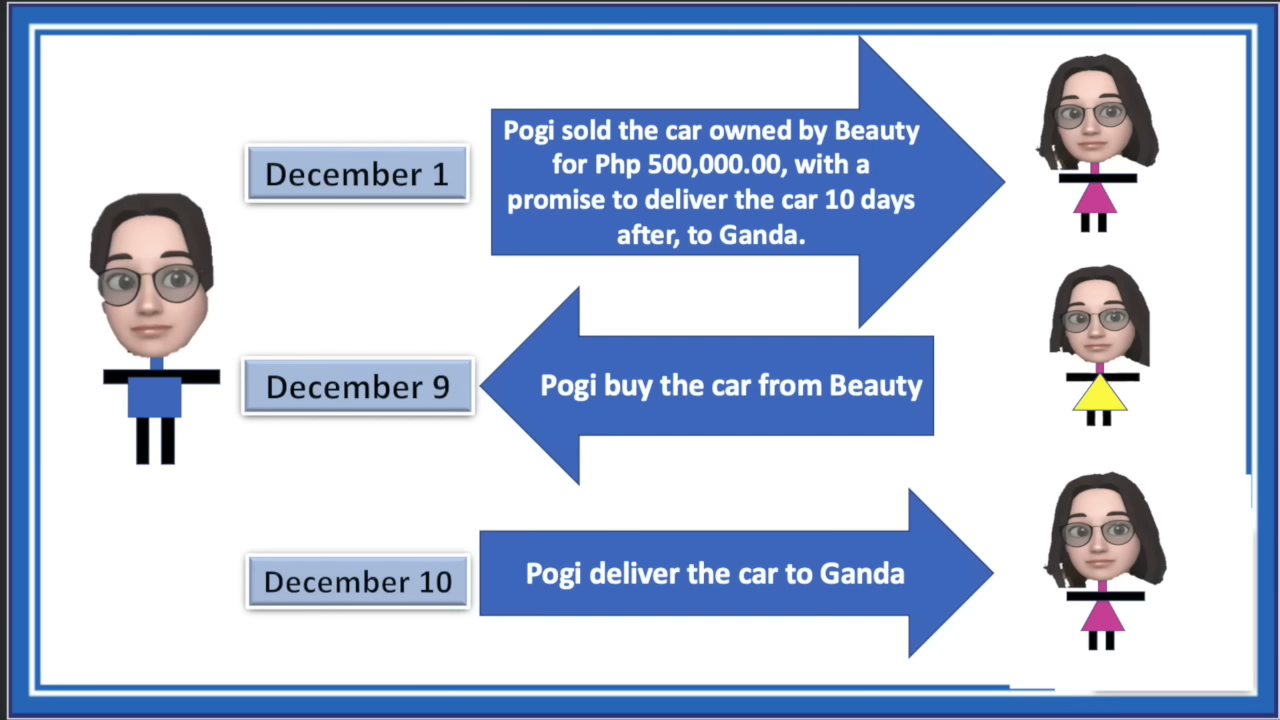 December 1
Pogi sold the car owned by Beauty
for Php 500,000.00, with a
promise to deliver the car 10 days
after, to Ganda.
December 9
Pogi buy the car from Beauty
December 10
Pogi deliver the car to Ganda